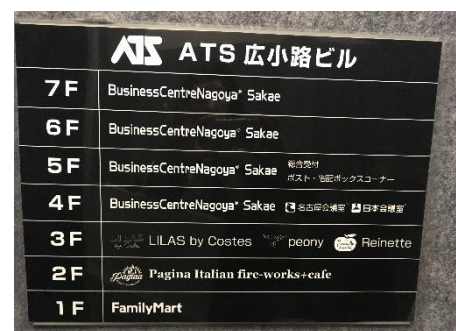 ATS ATS 広小路ビル
7F BusinessCentreNagoya® Sakae
6F BusinessCentreNagoya® Sakae
5F BusinessCentreNagoya® Sakae 総合受付
ポスト・宅配ボックスコーナー
4F BusinessCentreNagoya® Sakae 名古屋会議室 日本会議室
3F LILAS by Costes peony Reinette
2F Pagina Pagina Italian fire-works+cafe
1F FamilyMart